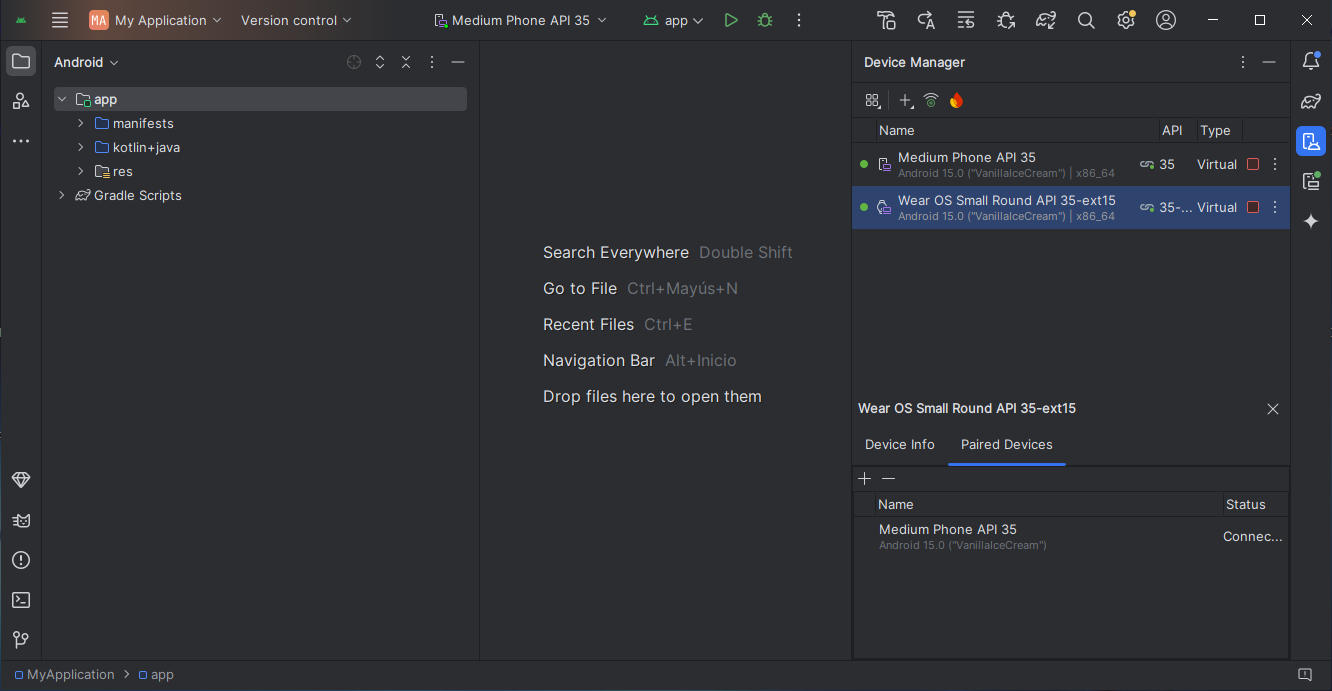 MA My Application Version control Medium Phone API 35 app
Android
app
manifests
kotlin+java
res
Gradle Scripts
Search Everywhere Double Shift
Go to File Ctrl+Mayús+N
Recent Files Ctrl+E
Navigation Bar Alt+Inicio
Drop files here to open them
Device Manager
Name API Type
Medium Phone API 35 35 Virtual
Android 15.0 ("VanillaIceCream") | x86_64
Wear OS Small Round API 35-ext15 35-... Virtual
Android 15.0 ("VanillaIceCream") | x86_64
Wear OS Small Round API 35-ext15
Device Info Paired Devices
Name Status
Medium Phone API 35 Connec...
Android 15.0 ("VanillaIceCream")
MyApplication app